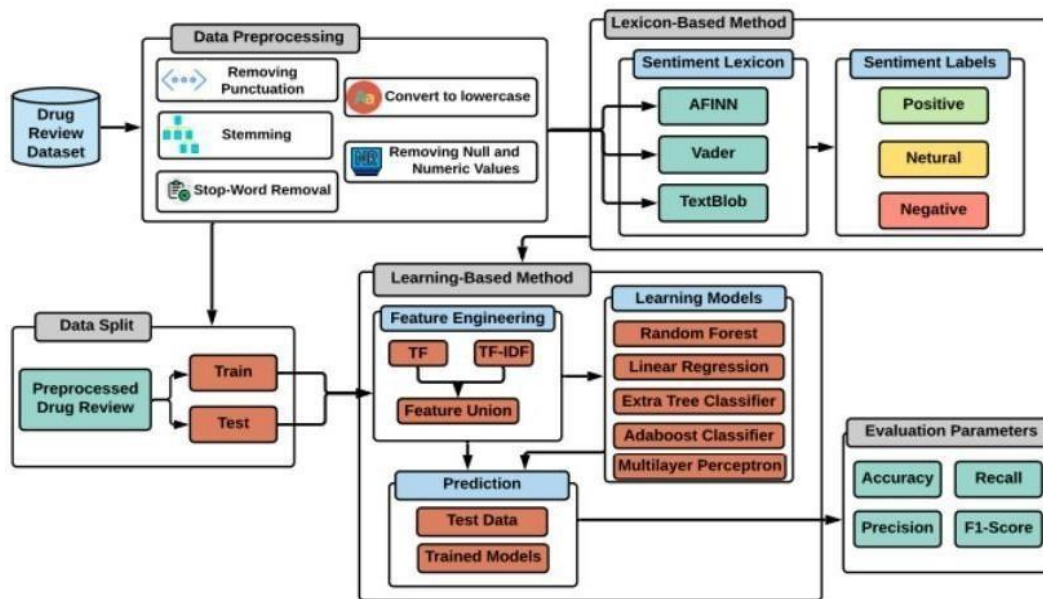 Data Preprocessing
Removing
Punctuation
Aa
Convert to lowercase
Drug
Review
Dataset
Stemming
Removing Null and
Numeric Values
Stop-Word Removal
Lexicon-Based Method
Sentiment Lexicon
AFINN
Vader
TextBlob
Sentiment Labels
Positive
Netural
Negative
Data Split
Preprocessed
Drug Review
Train
Test
Learning-Based Method
Feature Engineering
TF
TF-IDF
Feature Union
Learning Models
Random Forest
Linear Regression
Extra Tree Classifier
Adaboost Classifier
Multilayer Perceptron
Prediction
Test Data
Trained Models
Evaluation Parameters
Accuracy
Recall
Precision
F1-Score